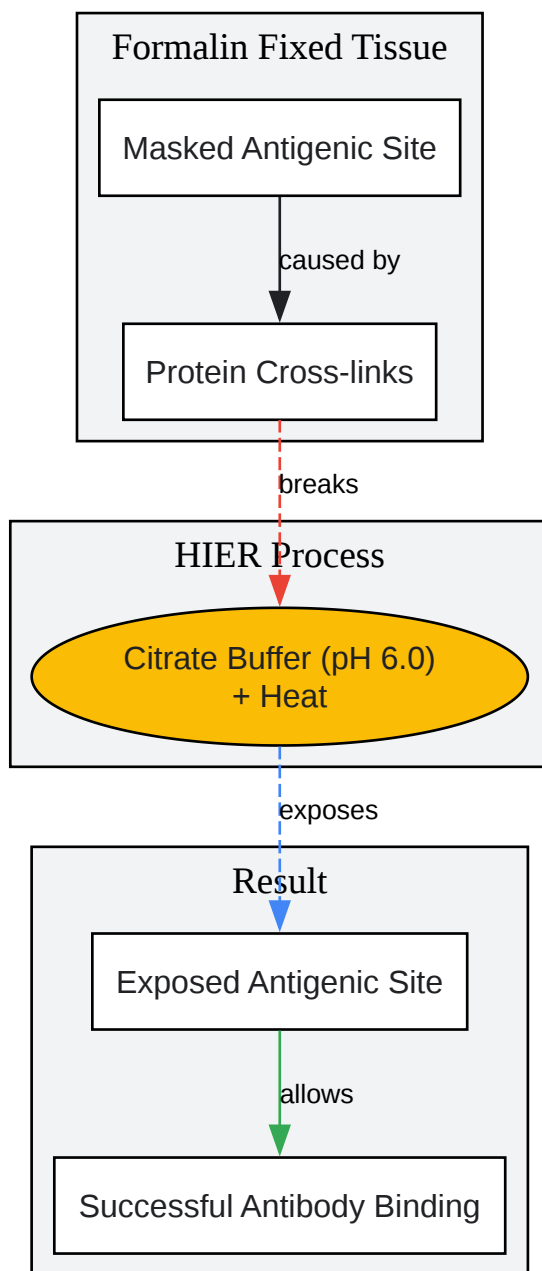 Formalin Fixed Tissue
Masked Antigenic Site
caused by
Protein Cross-links
breaks
HIER Process
Citrate Buffer (pH 6.0)
+ Heat
exposes
Result
Exposed Antigenic Site
allows
Successful Antibody Binding